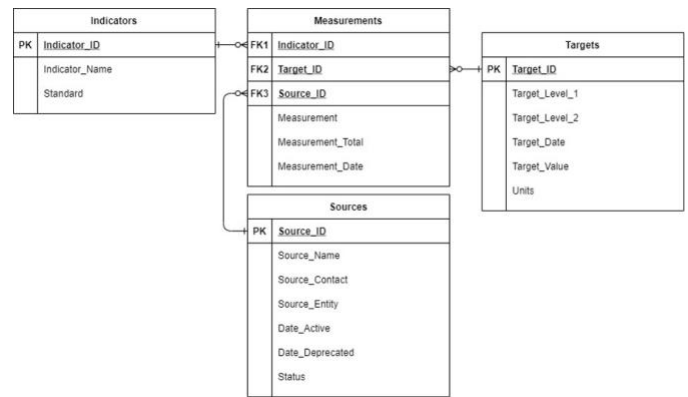 Indicators
PK Indicator_ID
Indicator_Name
Standard
Measurements
FK1 Indicator_ID
FK2 Target_ID
FK3 Source_ID
Measurement
Measurement_Total
Measurement_Date
Targets
PK Target_ID
Target_Level_1
Target_Level_2
Target_Date
Target_Value
Units
Sources
PK Source_ID
Source_Name
Source_Contact
Source_Entity
Date_Active
Date_Deprecated
Status